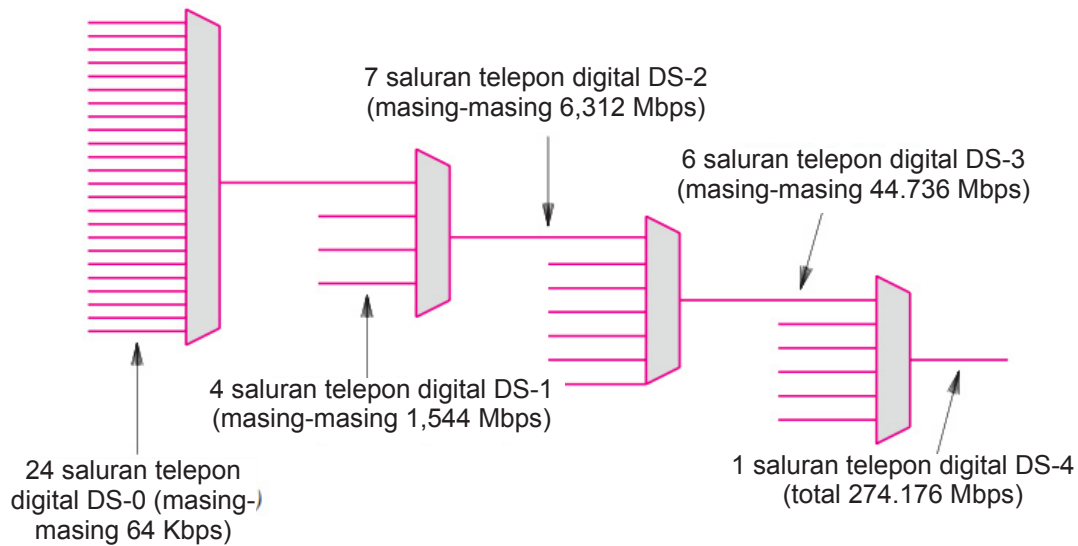 7 saluran telepon digital DS-2
(masing-masing 6,312 Mbps)
6 saluran telepon digital DS-3
(masing-masing 44.736 Mbps)
4 saluran telepon digital DS-1
(masing-masing 1,544 Mbps)
24 saluran telepon
digital DS-0 (masing-)
masing 64 Kbps)
1 saluran telepon digital DS-4
(total 274.176 Mbps)